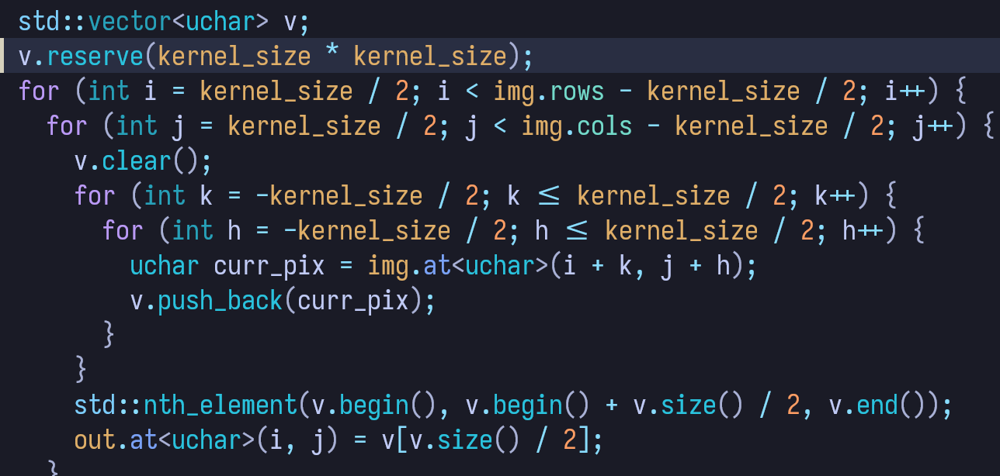 std::vector<uchar> v;
v.reserve(kernel_size * kernel_size);
for (int i = kernel_size / 2; i < img.rows - kernel_size / 2; i++) {
for (int j = kernel_size / 2; j < img.cols - kernel_size / 2; j++) {
v.clear();
for (int k = -kernel_size / 2; k <= kernel_size / 2; k++) {
for (int h = -kernel_size / 2; h <= kernel_size / 2; h++) {
uchar curr_pix = img.at<uchar>(i + k, j + h);
v.push_back(curr_pix);
}
}
std::nth_element(v.begin(), v.begin() + v.size() / 2, v.end());
out.at<uchar>(i, j) = v[v.size() / 2];
}